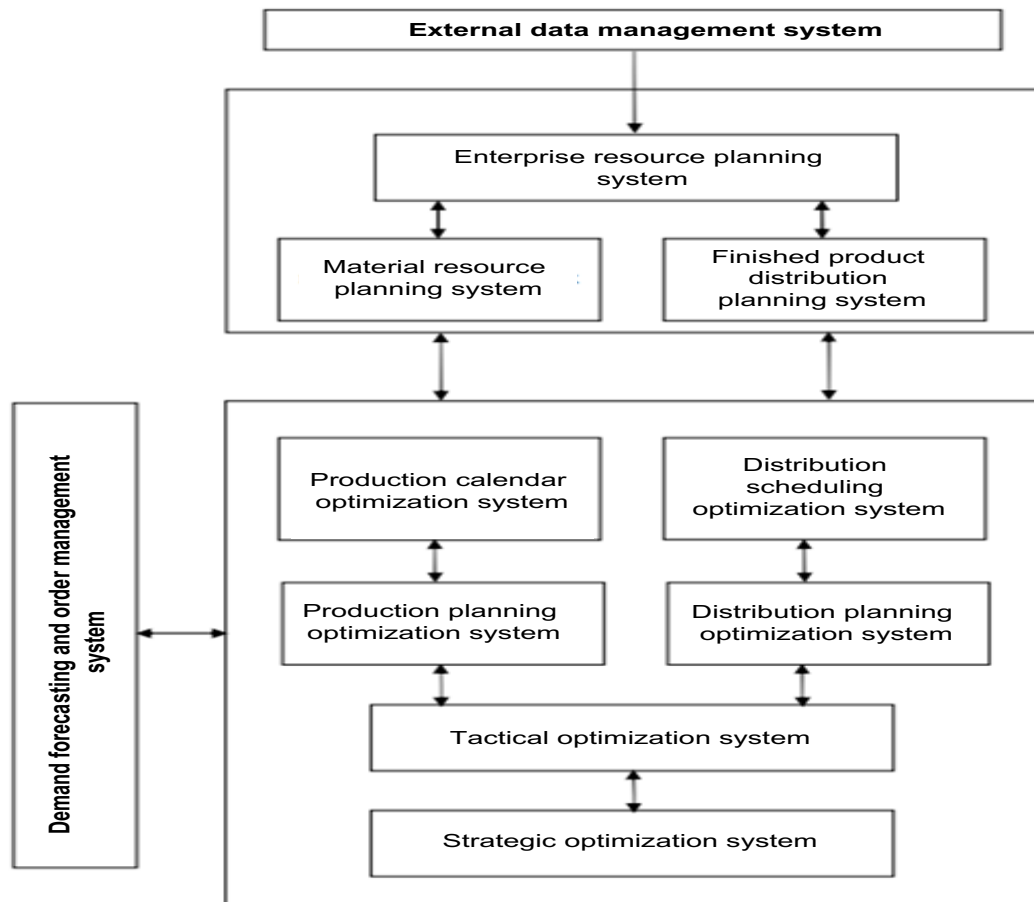 External data management system
Enterprise resource planning
system
Material resource
planning system
Finished product
distribution
planning system
Demand forecasting and order management
system
Production calendar
optimization system
Distribution
scheduling
optimization system
Production planning
optimization system
Distribution planning
optimization system
Tactical optimization system
Strategic optimization system